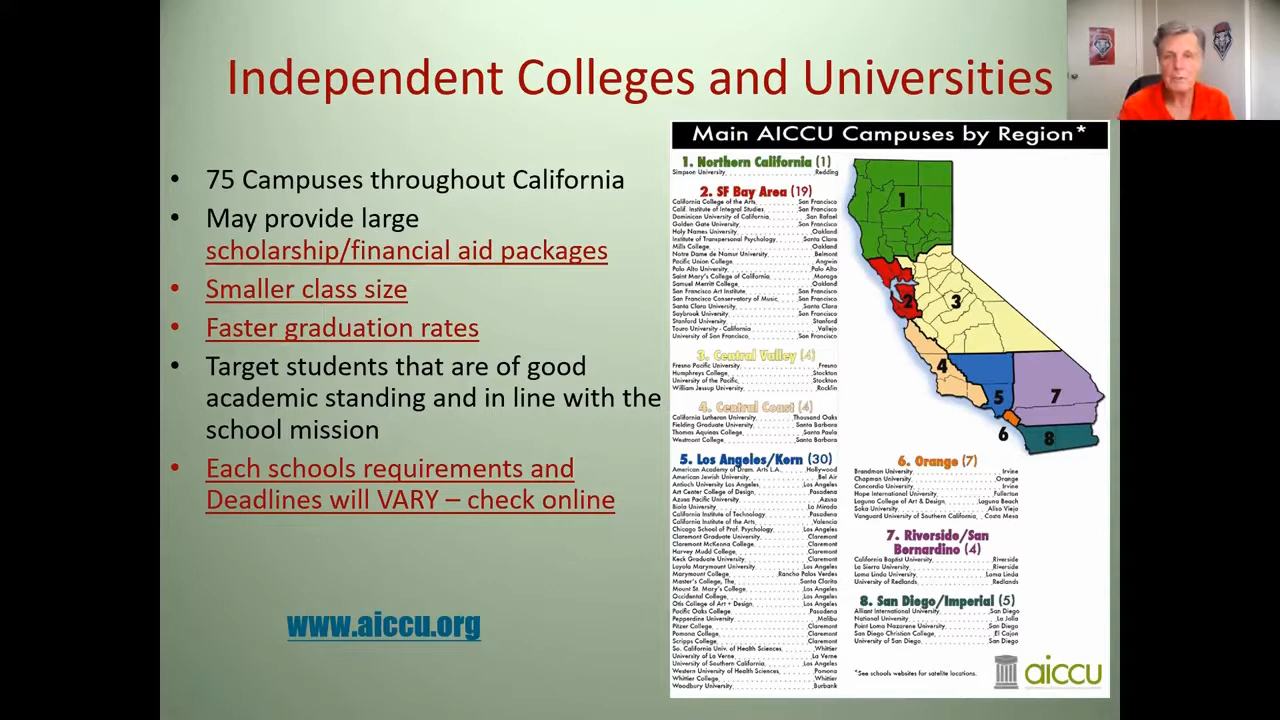 Independent Colleges and Universities
• 75 Campuses throughout California
• May provide large
scholarship/financial aid packages
• Smaller class size
• Faster graduation rates
• Target students that are of good
academic standing and in line with the
school mission
• Each schools requirements and
Deadlines will VARY – check online
www.aiccu.org
Main AICCU Campuses by Region*
1. Northern California (1)
Simpson University Redding
2. SF Bay Area (19)
California College of the Arts San Francisco
Calif. Institute of Integral Studies San Francisco
Dominican University of California San Rafael
Golden Gate University San Francisco
Holy Names University Oakland
Institute of Transpersonal Psychology Santa Clara
Mills College Oakland
Notre Dame de Namur University Belmont
Pacific Union College Angwin
Palo Alto University Palo Alto
Saint Mary's College of California Moraga
Samuel Merritt College Oakland
San Francisco Art Institute San Francisco
San Francisco Conservatory of Music San Francisco
Santa Clara University Santa Clara
Saybrook University San Francisco
Stanford University Stanford
Touro University - California Vallejo
University of San Francisco San Francisco
3. Central Valley (4)
Fresno Pacific University Fresno
Humphreys College Stockton
University of the Pacific Stockton
William Jessup University Rocklin
4. Central Coast (4)
California Lutheran University Thousand Oaks
Fielding Graduate University Santa Barbara
Thomas Aquinas College Santa Paula
Westmont College Santa Barbara
5. Los Angeles/Kern (30)
American Academy of Dram. Arts L.A. Hollywood
American Jewish University Bel Air
Antioch University Los Angeles Los Angeles
Art Center College of Design Pasadena
Azusa Pacific University Azusa
Biola University La Mirada
California Institute of Technology Pasadena
California Institute of the Arts Valencia
Chicago School of Prof. Psychology Los Angeles
Claremont Graduate University Claremont
Claremont McKenna College Claremont
Harvey Mudd College Claremont
Keck Graduate University Claremont
Loyola Marymount University Los Angeles
Marymount College Rancho Palos Verdes
Master's College, The Santa Clarita
Mount St. Mary's College Los Angeles
Occidental College Los Angeles
Otis College of Art + Design Los Angeles
Pacific Oaks College Pasadena
Pepperdine University Malibu
Pitzer College Claremont
Pomona College Claremont
Scripps College Claremont
So. California Univ. of Health Sciences Whittier
University of La Verne La Verne
University of Southern California Los Angeles
Western University of Health Sciences Pomona
Whittier College Whittier
Woodbury University Burbank
1
2
3
4
5
6
7
8
6. Orange (7)
Brandman University Irvine
Chapman University Orange
Concordia University Irvine
Hope International University Fullerton
Laguna College of Art & Design Laguna Beach
Soka University Aliso Viejo
Vanguard University of Southern California Costa Mesa
7. Riverside/San
Bernardino (4)
California Baptist University Riverside
La Sierra University Riverside
Loma Linda University Loma Linda
University of Redlands Redlands
8. San Diego/Imperial (5)
Alliant International University San Diego
National University La Jolla
Point Loma Nazarene University San Diego
San Diego Christian College El Cajon
University of San Diego San Diego
*See schools websites for satelite locations.
aiccu